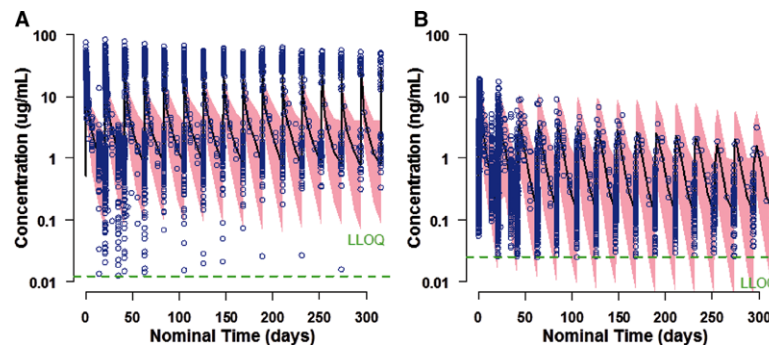 A
Concentration (ug/mL)
100
10
1
0.1
0.01
LLOQ
0 50 100 150 200 250 300
Nominal Time (days)
B
Concentration (ng/mL)
100
10
1
0.1
0.01
LLO
0 50 100 150 200 250 300
Nominal Time (days)